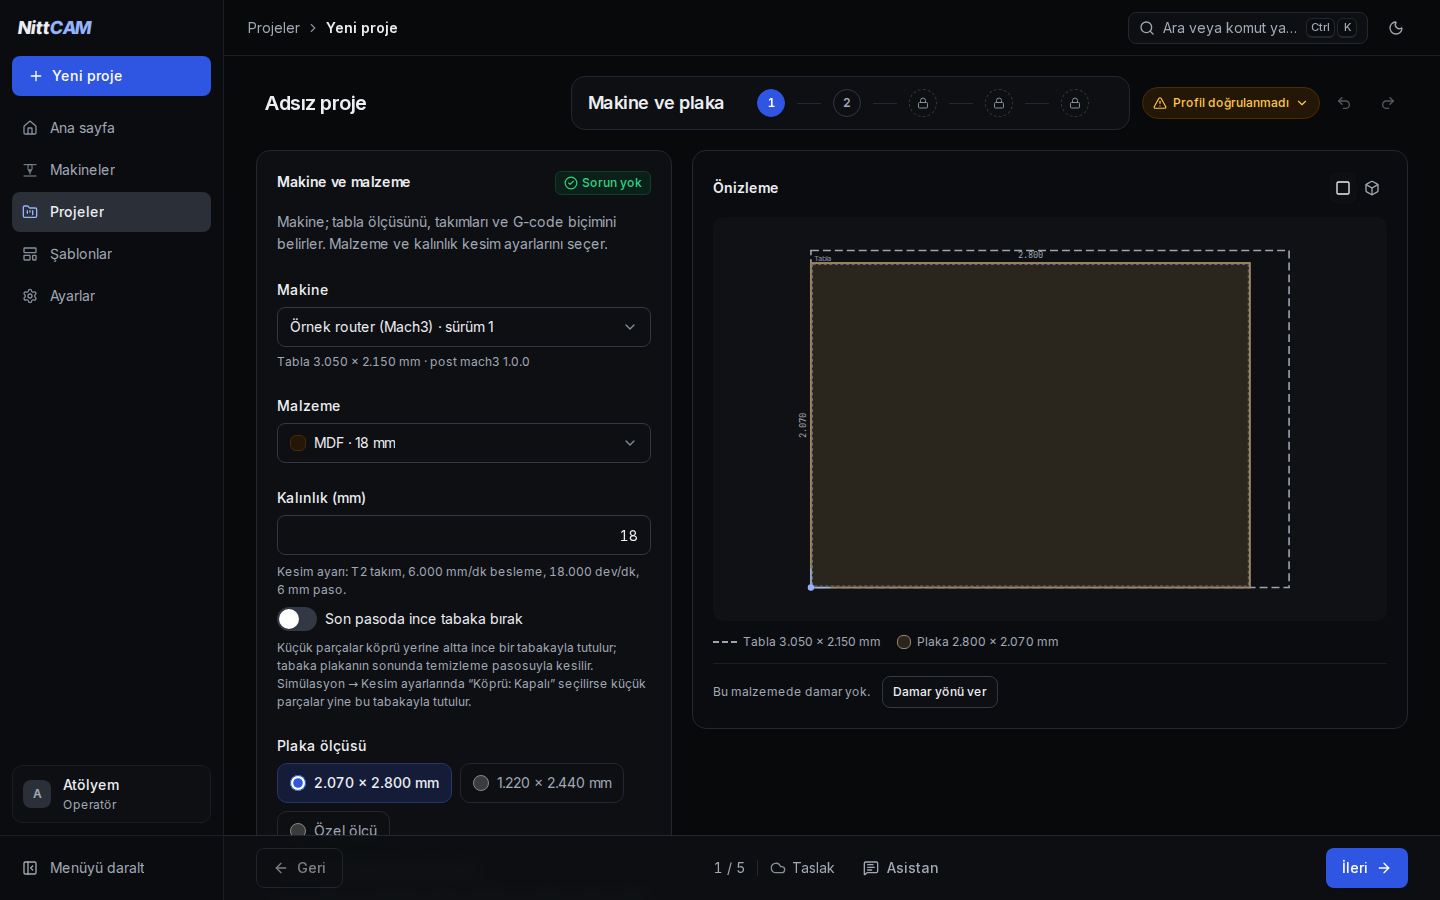 NittCAM
Yeni proje
Ana sayfa
Makineler
Projeler
Şablonlar
Ayarlar
A
Atölyem
Operatör
Menüyü daralt
Projeler > Yeni proje
Ara veya komut ya... Ctrl K
Adsız proje
Makine ve plaka 1 2
Profil doğrulanmadı
Makine ve malzeme
Sorun yok
Makine; tabla ölçüsünü, takımları ve G-code biçimini
belirler. Malzeme ve kalınlık kesim ayarlarını seçer.
Makine
Örnek router (Mach3) · sürüm 1
Tabla 3.050 × 2.150 mm · post mach3 1.0.0
Malzeme
MDF · 18 mm
Kalınlık (mm)
18
Kesim ayarı: T2 takım, 6.000 mm/dk besleme, 18.000 dev/dk,
6 mm paso.
Son pasoda ince tabaka bırak
Küçük parçalar köprü yerine altta ince bir tabakayla tutulur;
tabaka plakanın sonunda temizleme pasosuyla kesilir.
Simülasyon → Kesim ayarlarında “Köprü: Kapalı” seçilirse küçük
parçalar yine bu tabakayla tutulur.
Plaka ölçüsü
2.070 × 2.800 mm
1.220 × 2.440 mm
Özel ölçü
Önizleme
2.800
Tabla
2.070
Tabla 3.050 × 2.150 mm
Plaka 2.800 × 2.070 mm
Bu malzemede damar yok.
Damar yönü ver
Geri
1 / 5
Taslak
Asistan
İleri